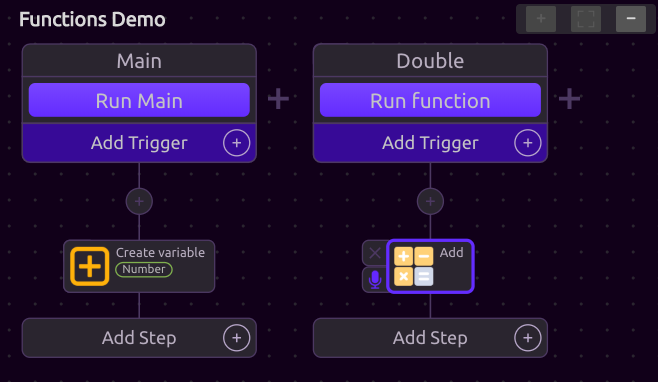 Functions Demo
Main
Run Main
Add Trigger
Create variable
Number
Add Step
Double
Run function
Add Trigger
Add
Add Step